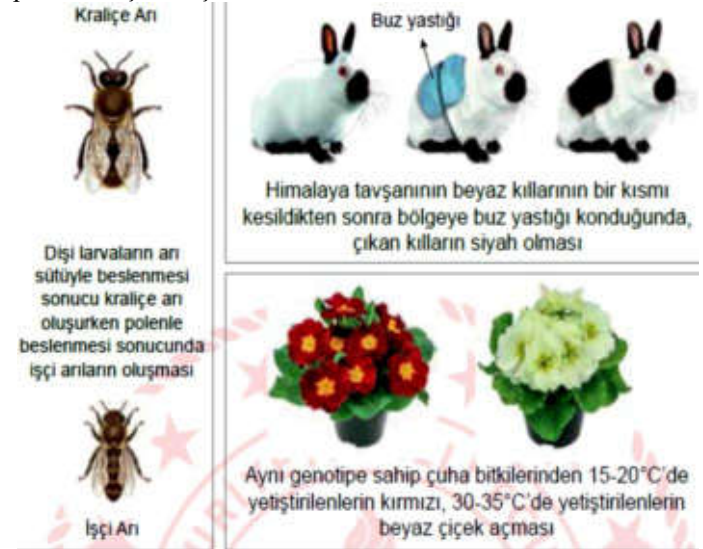 Kraliçe Arı
Dişi larvaların arı
sütüyle beslenmesi
sonucu kraliçe arı
oluşurken polenle
beslenmesi sonucunda
işçi arıların oluşması
İşçi Arı
Buz yastığı
Himalaya tavşanının beyaz kıllarının bir kısmı
kesildikten sonra bölgeye buz yastığı konduğunda,
çıkan kılların siyah olması
Aynı genotipe sahip çuha bitkilerinden 15-20°C'de
yetiştirilenlerin kırmızı, 30-35°C'de yetiştirilenlerin
beyaz çiçek açması